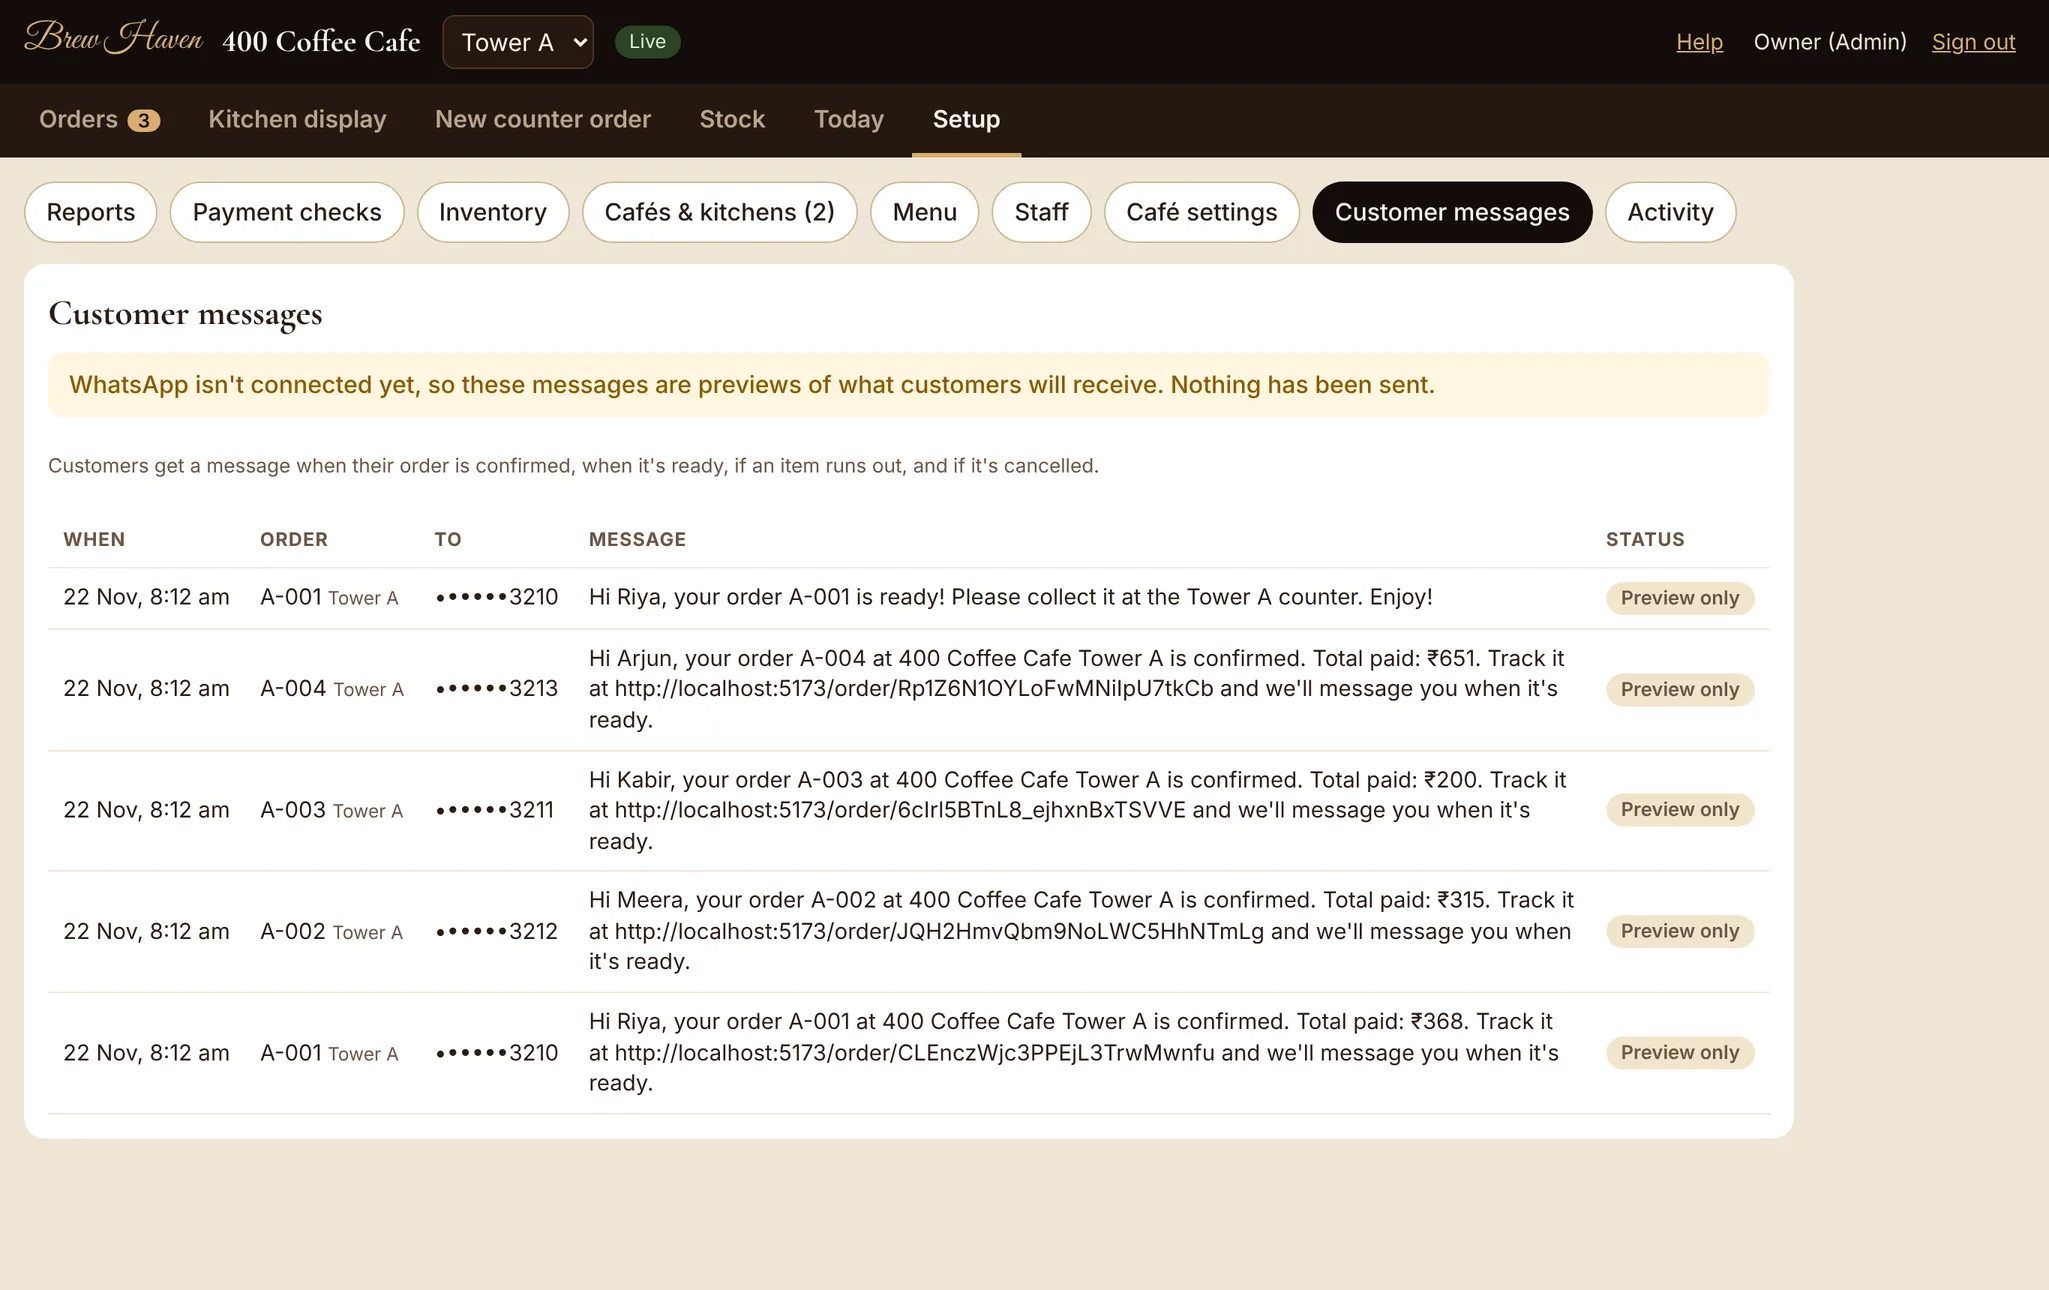 Brew Haven 400 Coffee Cafe Tower A Live Help Owner (Admin) Sign out
Orders 3 Kitchen display New counter order Stock Today Setup
Reports Payment checks Inventory Cafés & kitchens (2) Menu Staff Café settings Customer messages Activity
Customer messages
WhatsApp isn't connected yet, so these messages are previews of what customers will receive. Nothing has been sent.
Customers get a message when their order is confirmed, when it's ready, if an item runs out, and if it's cancelled.
WHEN ORDER TO MESSAGE STATUS
22 Nov, 8:12 am A-001 Tower A ••••••3210 Hi Riya, your order A-001 is ready! Please collect it at the Tower A counter. Enjoy! Preview only
Hi Arjun, your order A-004 at 400 Coffee Cafe Tower A is confirmed. Total paid: ₹651. Track it
22 Nov, 8:12 am A-004 Tower A ••••••3213 at http://localhost:5173/order/Rp1Z6N1OYLoFwMNiIpU7tkCb and we'll message you when it's Preview only
ready.
Hi Kabir, your order A-003 at 400 Coffee Cafe Tower A is confirmed. Total paid: ₹200. Track it
22 Nov, 8:12 am A-003 Tower A ••••••3211 at http://localhost:5173/order/6cIrI5BTnL8_ejhxnBxTSVVE and we'll message you when it's Preview only
ready.
Hi Meera, your order A-002 at 400 Coffee Cafe Tower A is confirmed. Total paid: ₹315. Track it
22 Nov, 8:12 am A-002 Tower A ••••••3212 at http://localhost:5173/order/JQH2HmvQbm9NoLWC5HhNTmLg and we'll message you when Preview only
it's ready.
Hi Riya, your order A-001 at 400 Coffee Cafe Tower A is confirmed. Total paid: ₹368. Track it
22 Nov, 8:12 am A-001 Tower A ••••••3210 at http://localhost:5173/order/CLEnczWjc3PPEjL3TrwMwnfu and we'll message you when it's Preview only
ready.